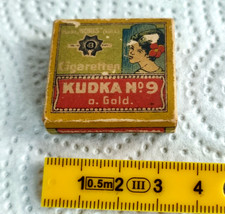 Cigaretten
KUDKA No 9
a. Gold.
1 0.5m 2 III 3 4